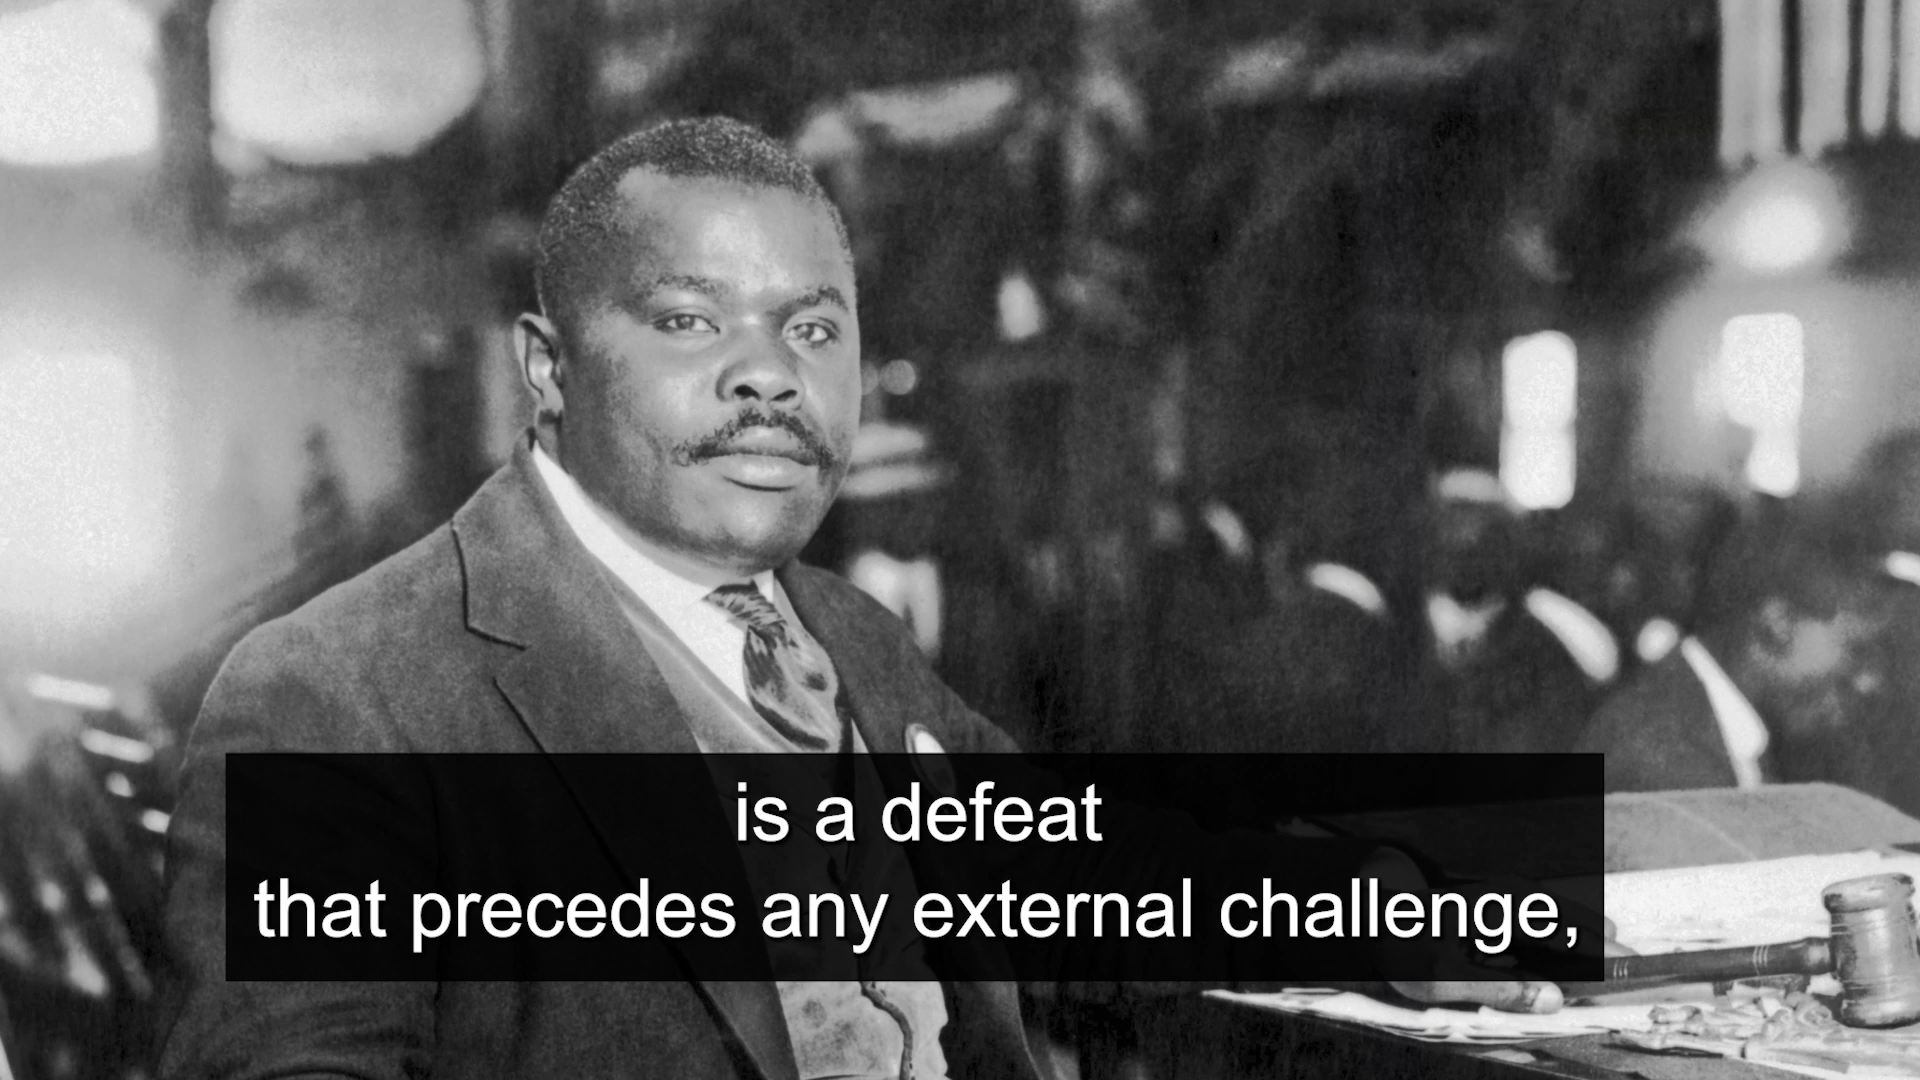 is a defeat
that precedes any external challenge,